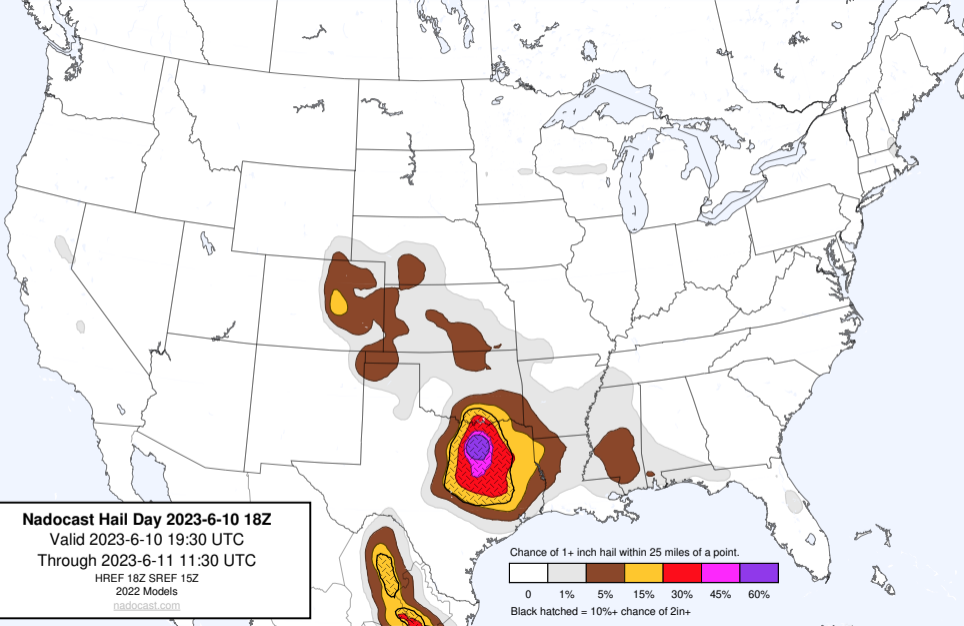 Nadocast Hail Day 2023-6-10 18Z
Valid 2023-6-10 19:30 UTC
Through 2023-6-11 11:30 UTC
HREF 18Z SREF 15Z
2022 Models
nadocast.com
Chance of 1+ inch hail within 25 miles of a point.
0 1% 5% 15% 30% 45% 60%
Black hatched = 10%+ chance of 2in+